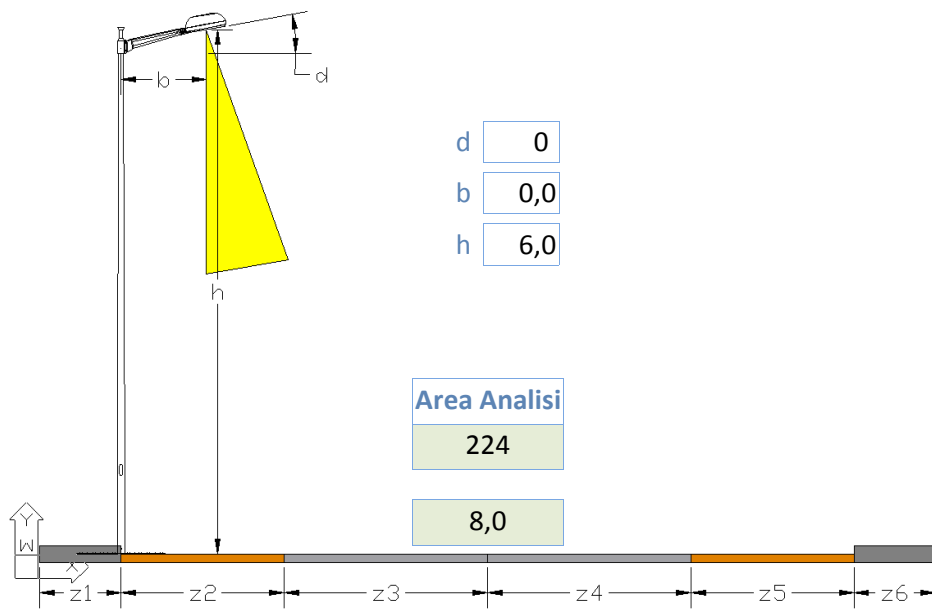 d
b
d 0
b 0,0
h 6,0
h
Area Analisi
224
8,0
Y
W
X
z1 z2 z3 z4 z5 z6